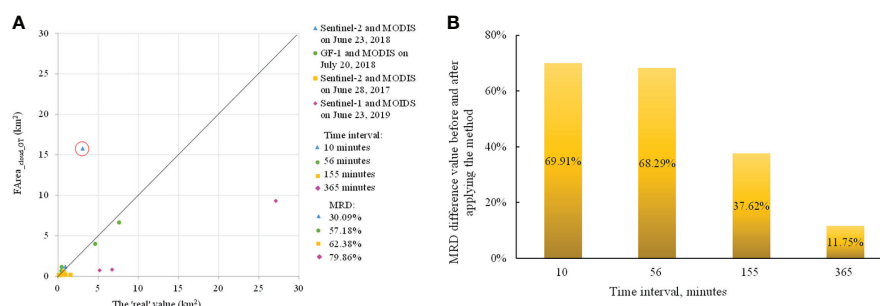 A
30
25
20
15
10
5
0
0
5
10
15
20
25
30
FArea_cloud_OT (km²)
The 'real' value (km²)
Sentinel-2 and MODIS
on June 23, 2018
GF-1 and MODIS on
July 20, 2018
Sentinel-2 and MODIS
on June 28, 2017
Sentinel-1 and MOIDS
on June 23, 2019
Time interval:
10 minutes
56 minutes
155 minutes
365 minutes
MRD:
30.09%
57.18%
62.38%
79.86%
B
MRD difference value before and after
applying the method
80%
60%
40%
20%
0%
69.91%
68.29%
37.62%
11.75%
10
56
155
365
Time interval, minutes